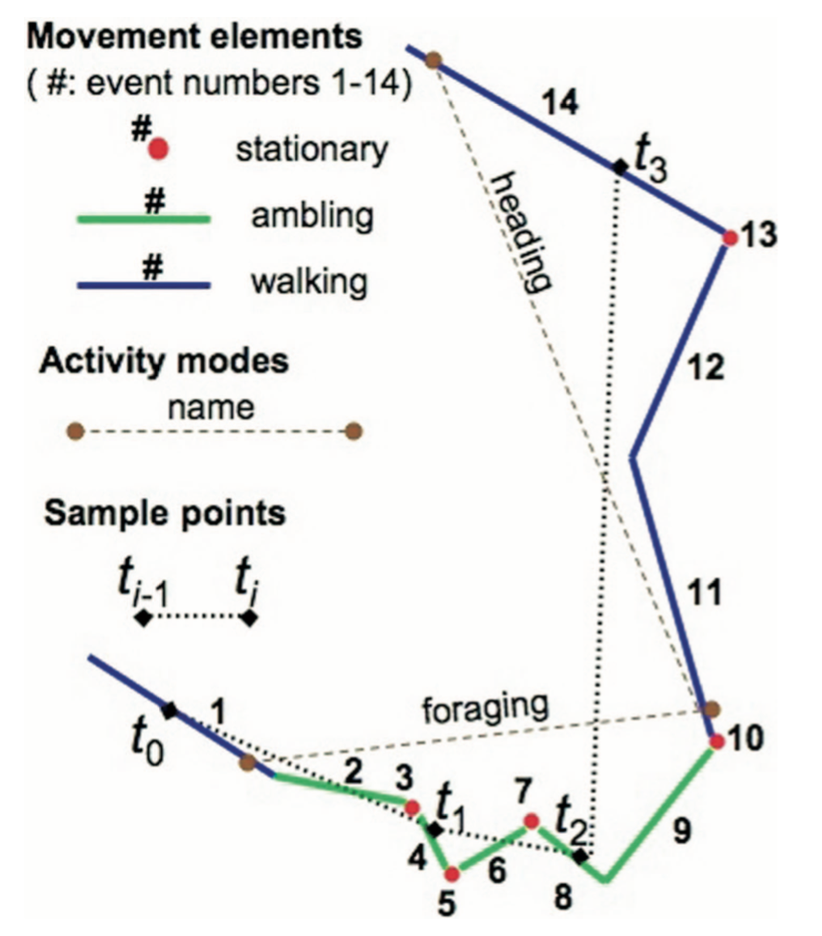 Movement elements
( #: event numbers 1-14)
#
stationary
#
ambling
#
walking
Activity modes
name
Sample points
ti-1 ti
14
t3
heading
13
12
11
foraging
10
1
t0
2
3
t1
7
t2
9
4
6
8
5